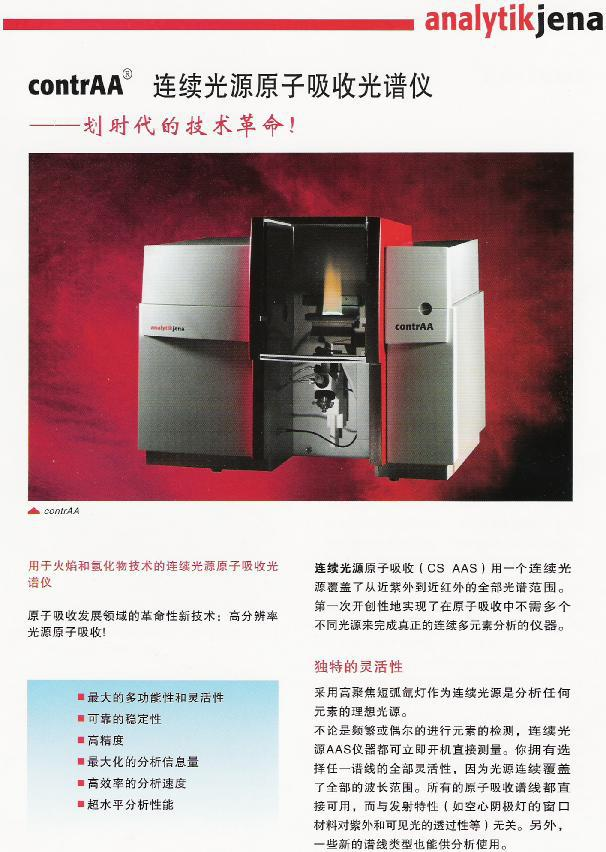 analytikjena
contrAA® 连续光源原子吸收光谱仪
——划时代的技术革命！
analytikjena
contrAA
contrAA
用于火焰和氢化物技术的连续光源原子吸收光
谱仪
原子吸收发展领域的革命性新技术：高分辨率
光源原子吸收!
■ 最大的多功能性和灵活性
■ 可靠的稳定性
■ 高精度
■ 最大化的分析信息量
■ 高效率的分析速度
■ 超水平分析性能
连续光源原子吸收（CS AAS）用一个连续光
源覆盖了从近紫外到近红外的全部光谱范围。
第一次开创性地实现了在原子吸收中不需多个
不同光源来完成真正的连续多元素分析的仪器。
独特的灵活性
采用高聚焦短弧氙灯作为连续光源是分析任何
元素的理想光源。
不论是频繁或偶尔的进行元素的检测，连续光
源AAS仪器都可立即开机直接测量。你拥有选
择任一谱线的全部灵活性，因为光源连续覆盖
了全部的波长范围。所有的原子吸收谱线都直
接可用，而与发射特性（如空心阴极灯的窗口
材料对紫外和可见光的透过性等）无关。另外，
一些新的谱线类型也能供分析使用。